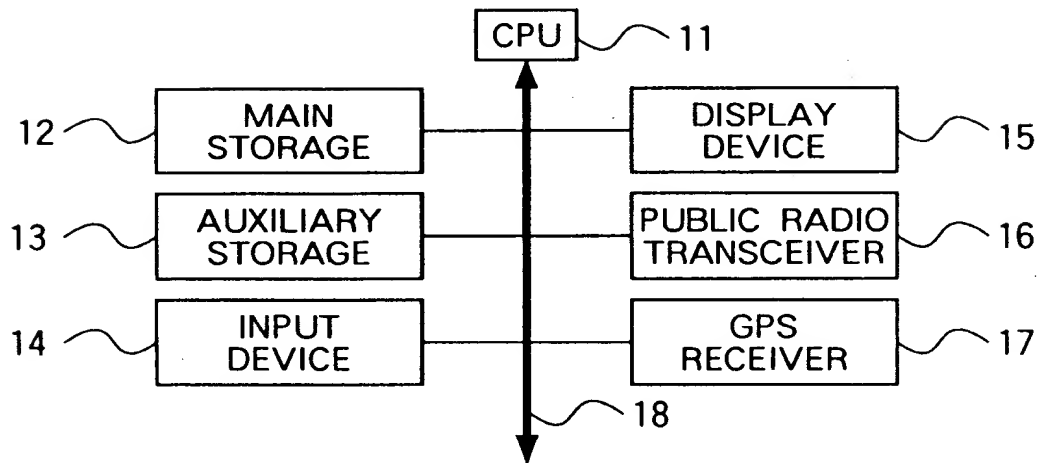 CPU
11
12
MAIN
STORAGE
DISPLAY
DEVICE
15
13
AUXILIARY
STORAGE
PUBLIC RADIO
TRANSCEIVER
16
14
INPUT
DEVICE
GPS
RECEIVER
17
18